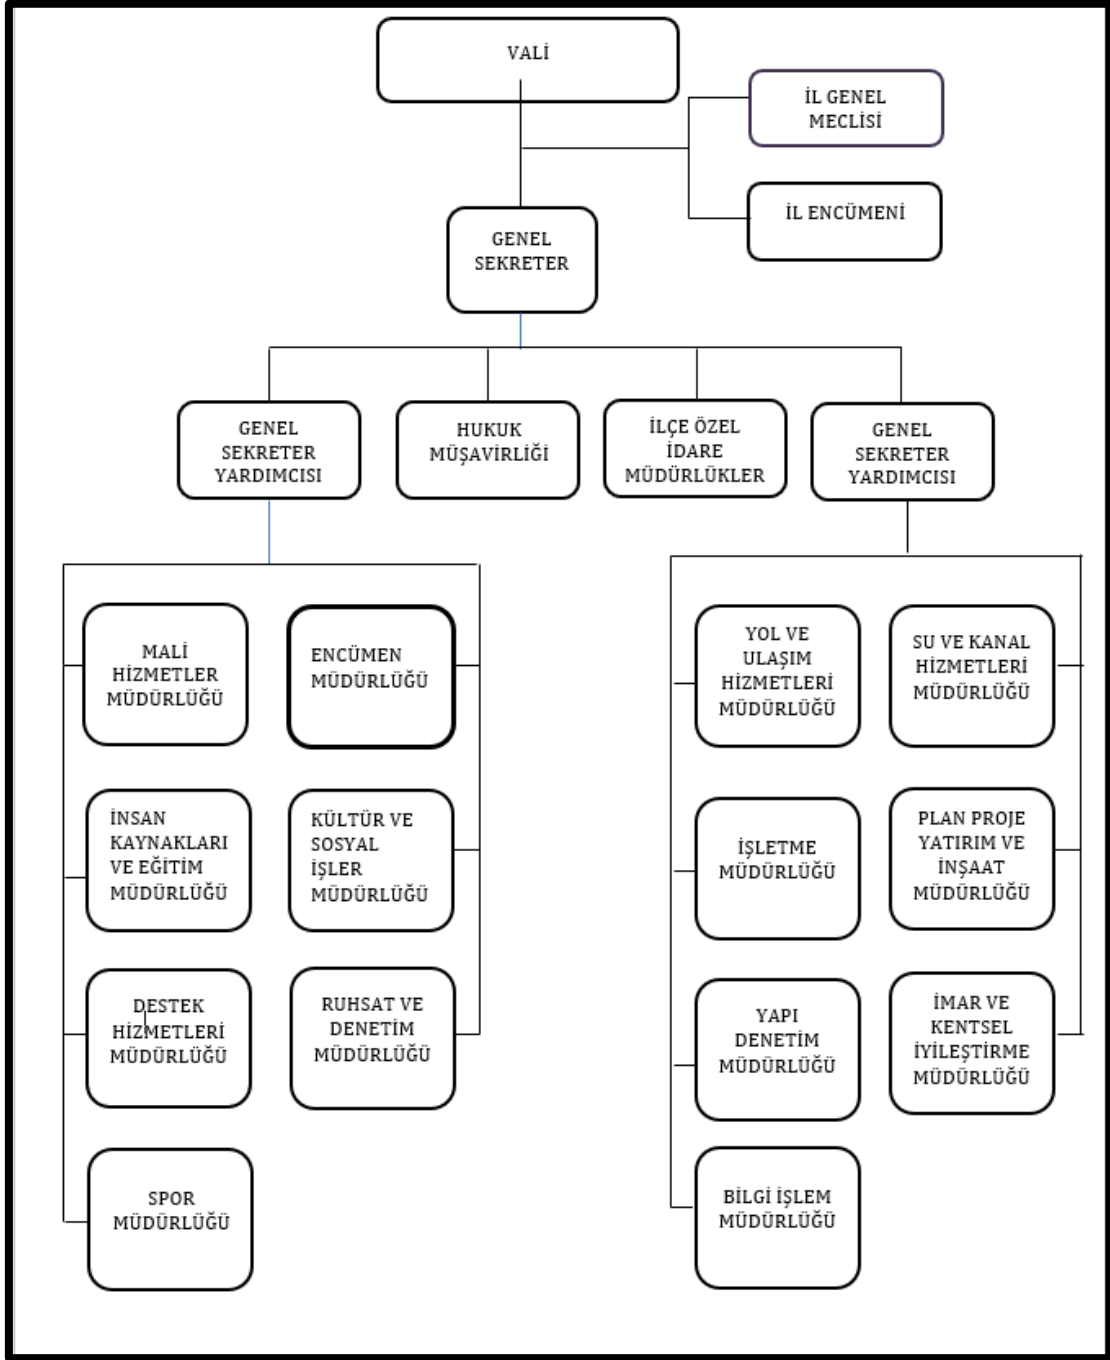 VALİ
İL GENEL
MECLİSİ
İL ENCÜMENİ
GENEL
SEKRETER
GENEL
SEKRETER
YARDIMCISI
HUKUK
MÜŞAVİRLİĞİ
İLÇE ÖZEL
İDARE
MÜDÜRLÜKLER
GENEL
SEKRETER
YARDIMCISI
MALİ
HİZMETLER
MÜDÜRLÜĞÜ
ENCÜMEN
MÜDÜRLÜĞÜ
İNSAN
KAYNAKLARI
VE EĞİTİM
MÜDÜRLÜĞÜ
KÜLTÜR VE
SOSYAL
İŞLER
MÜDÜRLÜĞÜ
DESTEK
HİZMETLERİ
MÜDÜRLÜĞÜ
RUHSAT VE
DENETİM
MÜDÜRLÜĞÜ
SPOR
MÜDÜRLÜĞÜ
YOL VE
ULAŞIM
HİZMETLERİ
MÜDÜRLÜĞÜ
SU VE KANAL
HİZMETLERİ
MÜDÜRLÜĞÜ
İŞLETME
MÜDÜRLÜĞÜ
PLAN PROJE
YATIRIM VE
İNŞAAT
MÜDÜRLÜĞÜ
YAPI
DENETİM
MÜDÜRLÜĞÜ
İMAR VE
KENTSEL
İYİLEŞTİRME
MÜDÜRLÜĞÜ
BİLGİ İŞLEM
MÜDÜRLÜĞÜ